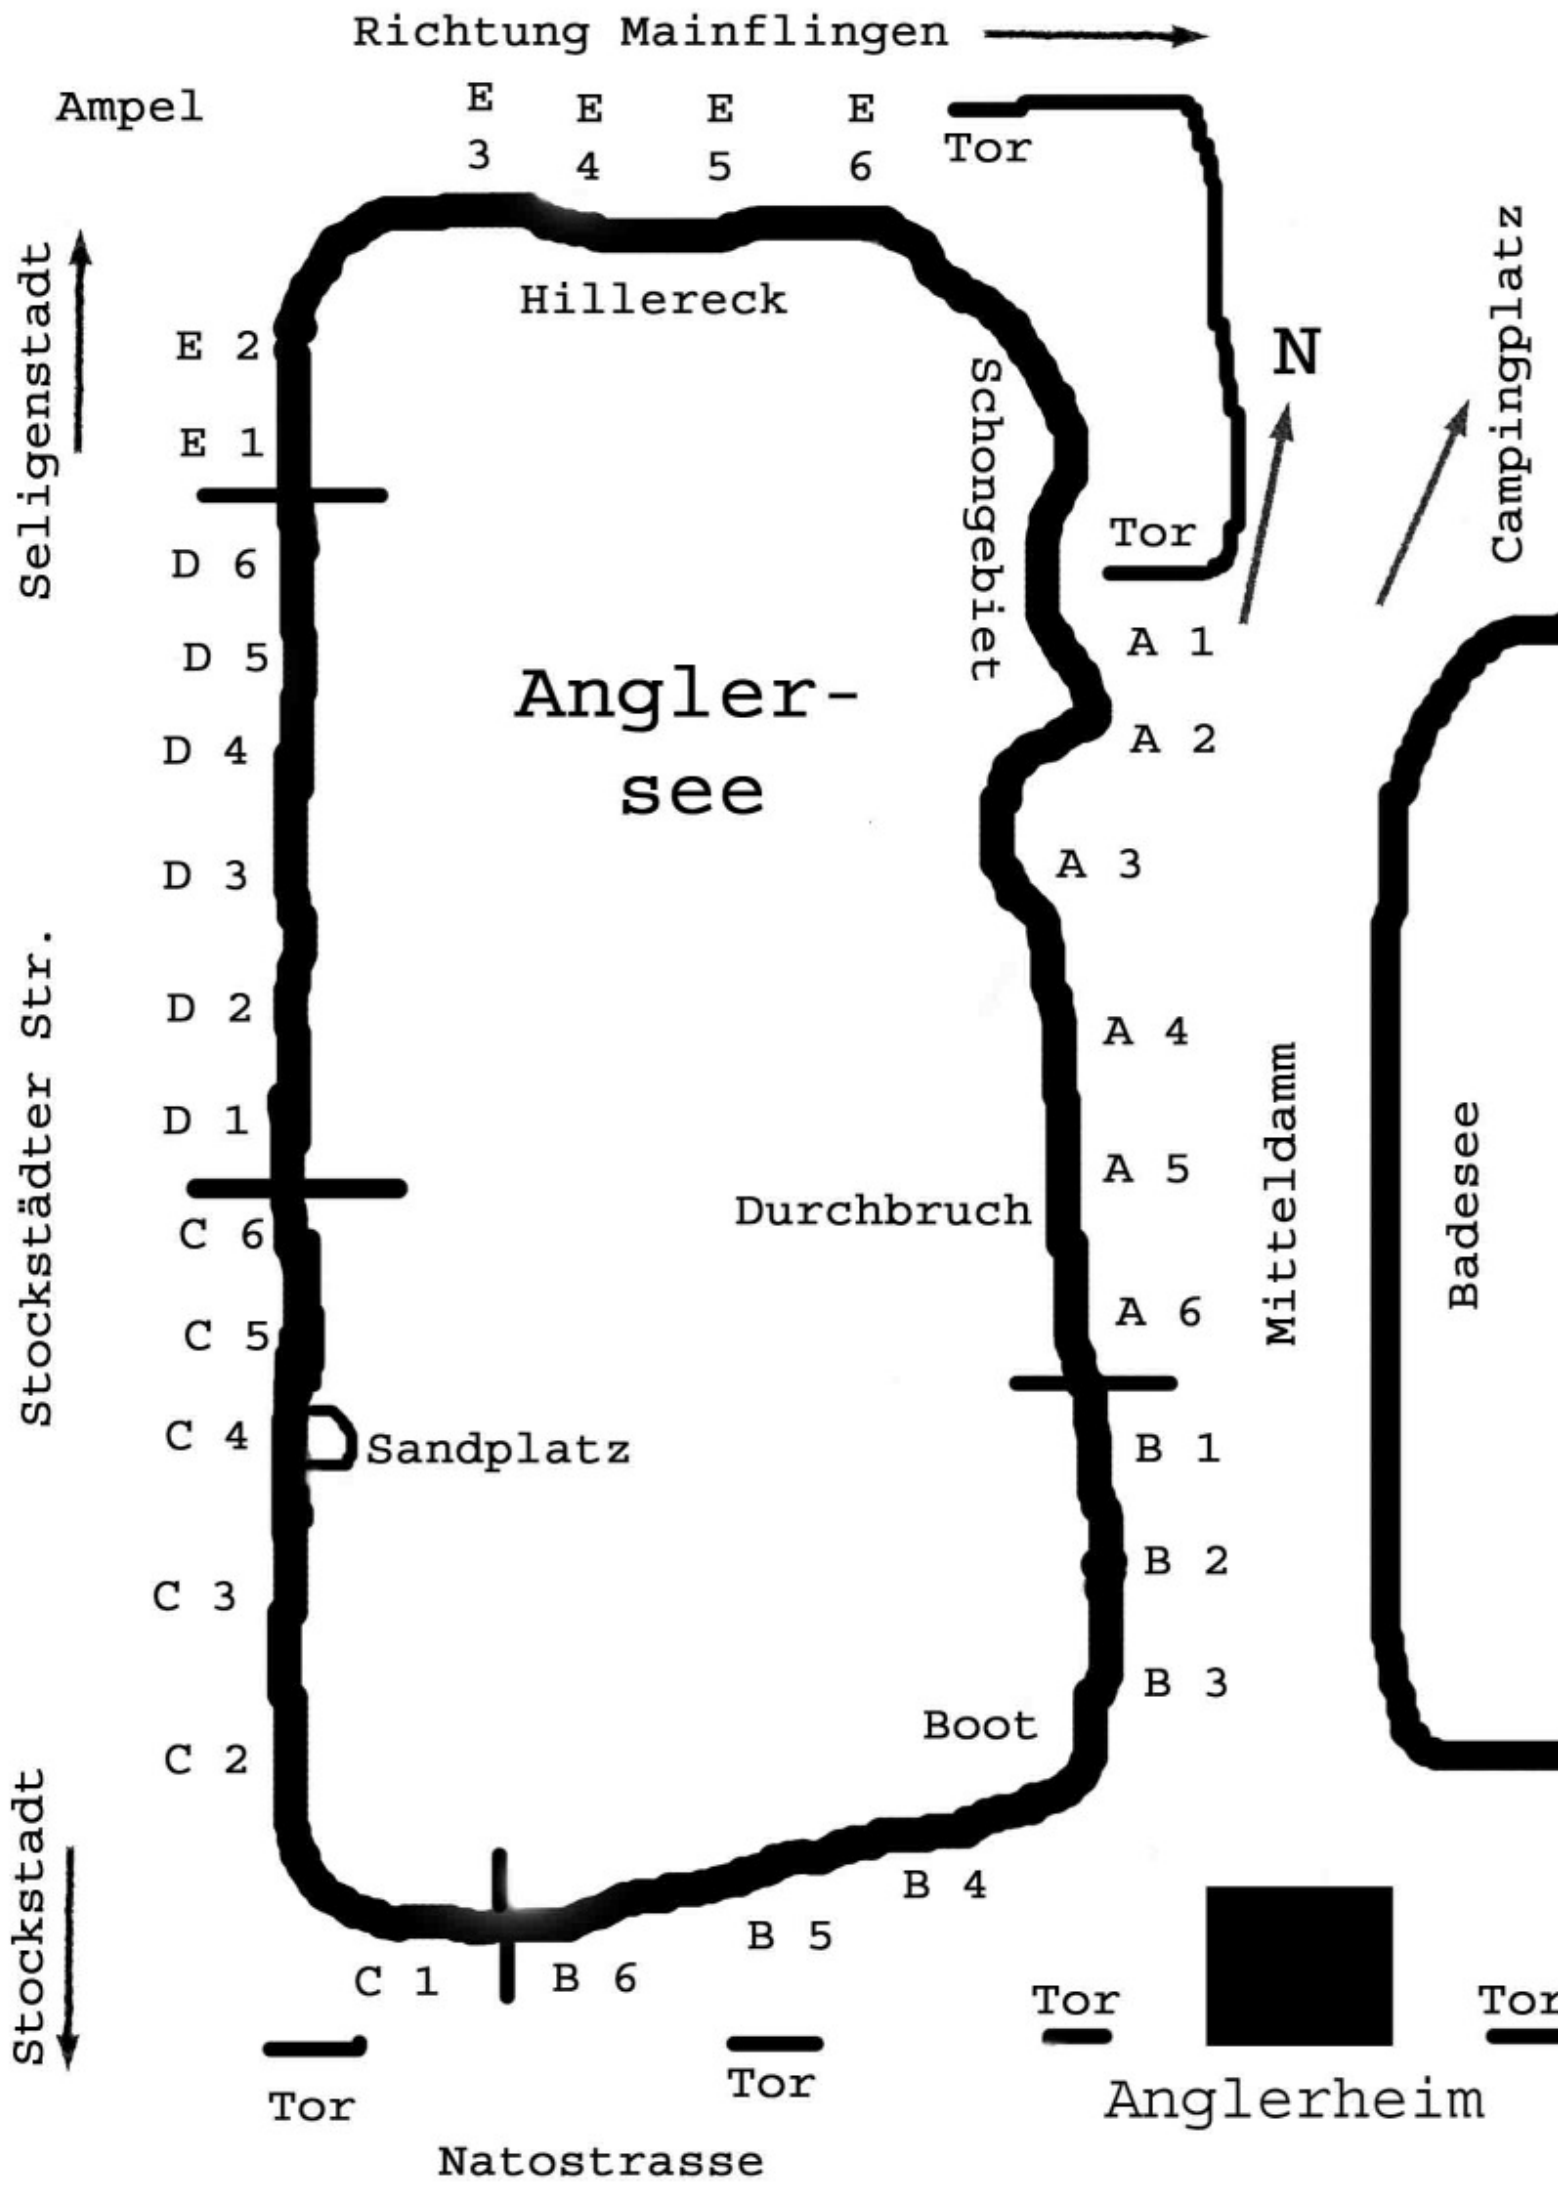 Richtung Mainflingen
Ampel
E
3
E
4
E
5
E
6
Tor
Seligenstadt
Hillereck
Schongebiet
N
Campingplatz
E 2
E 1
Tor
D 6
D 5
D 4
D 3
D 2
D 1
Angler-
see
A 1
A 2
A 3
A 4
A 5
A 6
Stockstädter Str.
Durchbruch
Mitteldamm
Badesee
C 6
C 5
C 4
Sandplatz
C 3
C 2
B 1
B 2
B 3
Boot
B 4
B 5
B 6
C 1
Stockstadt
Tor
Tor
Tor
Tor
Anglerheim
Natostrasse